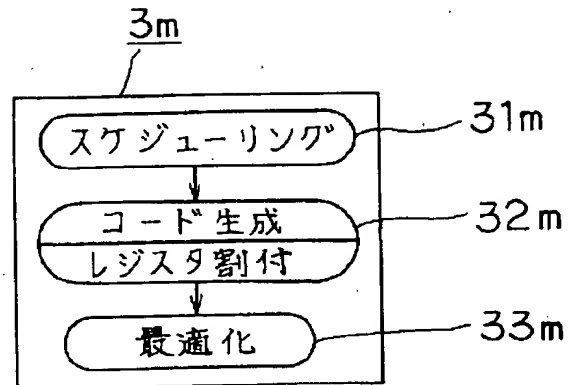 3m
スケジューリング
31m
コード生成
32m
レジスタ割付
最適化
33m